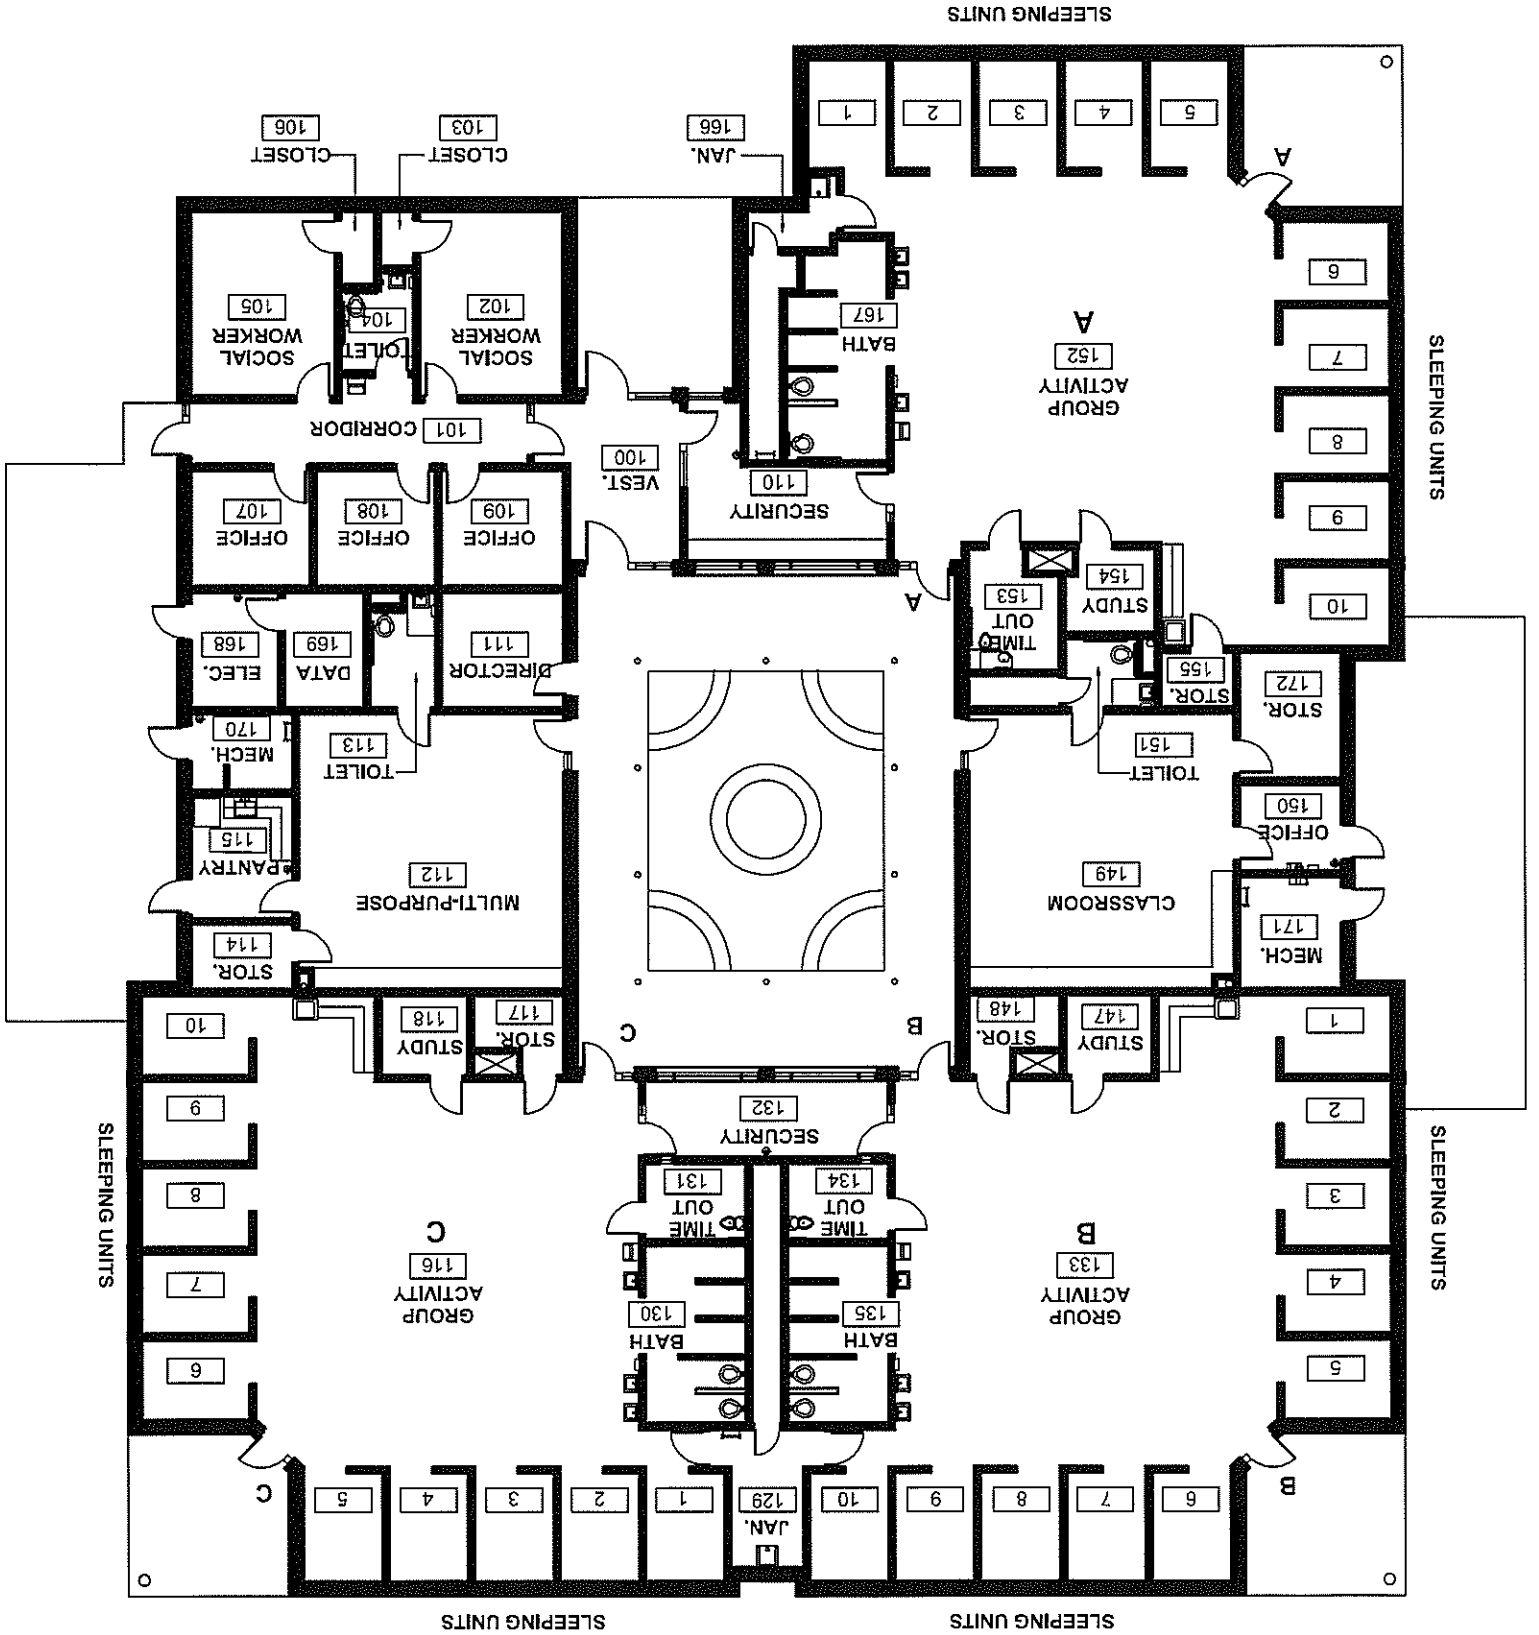 SLEEPING UNITS
SLEEPING UNITS
6
7
8
9
10
JAN.
129
1
2
3
4
5
B
C
5
4
3
2
1
SLEEPING UNITS
GROUP
ACTIVITY
133
B
BATH
135
BATH
130
TIME
OUT
134
TIME
OUT
131
SECURITY
132
GROUP
ACTIVITY
116
C
6
7
8
9
10
SLEEPING UNITS
STUDY
147
STOR.
148
B
C
STOR.
117
STUDY
118
MECH.
171
OFFICE
150
STOR.
172
CLASSROOM
149
TOILET
151
STOR.
155
MULTI-PURPOSE
112
TOILET
113
STOR.
114
PANTRY
115
MECH.
170
STUDY
154
TIME
OUT
153
A
DIRECTOR
111
DATA
169
ELEC.
168
10
9
8
7
6
SLEEPING UNITS
GROUP
ACTIVITY
152
A
SECURITY
110
VEST.
100
OFFICE
109
OFFICE
108
OFFICE
107
101
CORRIDOR
BATH
167
SOCIAL
WORKER
102
TOILET
104
SOCIAL
WORKER
105
A
JAN.
166
CLOSET
103
CLOSET
106
5
4
3
2
1
SLEEPING UNITS